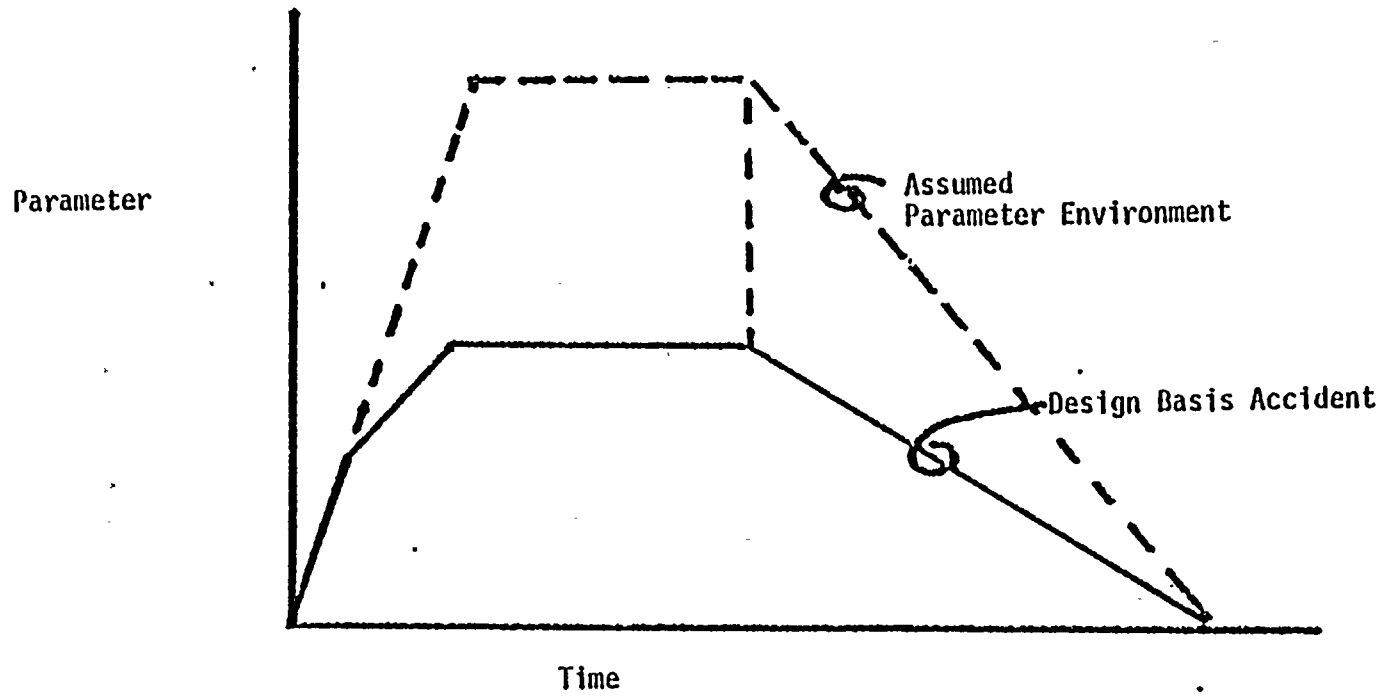 Parameter
Assumed
Parameter Environment
Design Basis Accident
Time